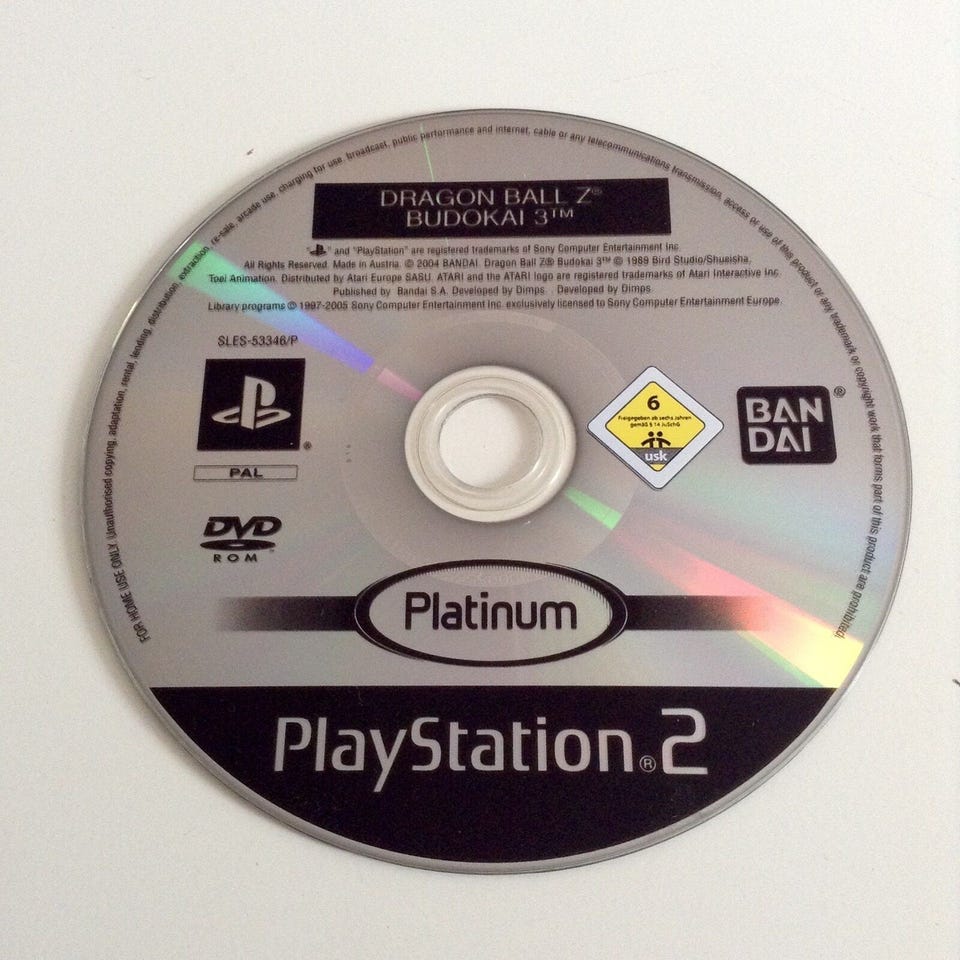 FOR HOME USE ONLY. Unauthorised copying, adaptation, rental, lending, distribution, extraction, re-sale, arcade use, charging for use, broadcast, public performance and internet, cable or any telecommunications transmission, access or use of this product or any trademark or copyright work that forms part of this product are prohibited.
DRAGON BALL Z®
BUDOKAI 3™
" " and "PlayStation" are registered trademarks of Sony Computer Entertainment Inc.
All Rights Reserved. Made in Austria. © 2004 BANDAI. Dragon Ball Z® Budokai 3™ © 1989 Bird Studio/Shueisha,
Toei Animation. Distributed by Atari Europe SASU. ATARI and the ATARI logo are registered trademarks of Atari Interactive Inc.
Published by Bandai S.A. Developed by Dimps. Developed by Dimps.
Library programs © 1997-2005 Sony Computer Entertainment Inc. exclusively licensed to Sony Computer Entertainment Europe.
SLES-53346/P
®
PAL
DVD
ROM
6
Freigegeben ab sechs Jahren
gemäß § 14 JuSchG
usk
BAN
DAI
®
Platinum
PlayStation®2